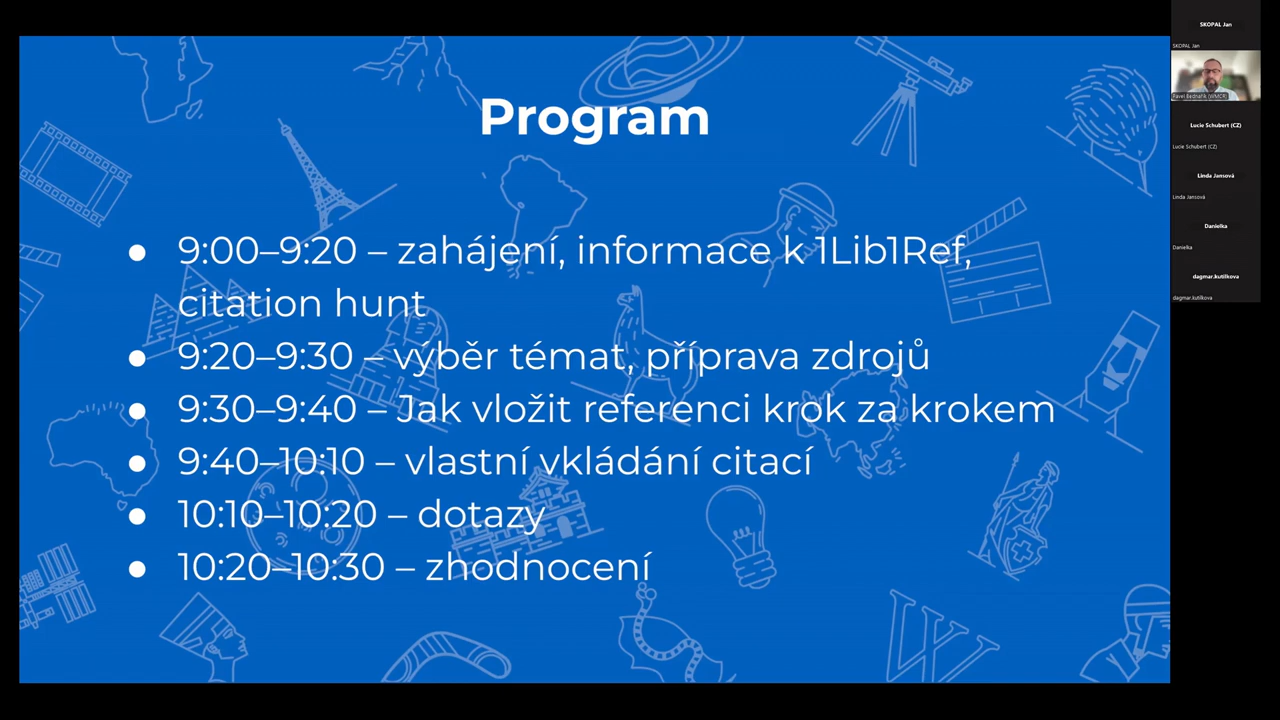 Program
● 9:00–9:20 – zahájení, informace k 1Lib1Ref,
citation hunt
● 9:20–9:30 – výběr témat, příprava zdrojů
● 9:30–9:40 – Jak vložit referenci krok za krokem
● 9:40–10:10 – vlastní vkládání citací
● 10:10–10:20 – dotazy
● 10:20–10:30 – zhodnocení
SKOPAL Jan
SKOPAL Jan
Pavel Bednařík (WMCR)
Lucie Schubert (CZ)
Lucie Schubert (CZ)
Linda Jansová
Linda Jansová
Danielka
Danielka
dagmar.kutilkova
dagmar.kutilkova